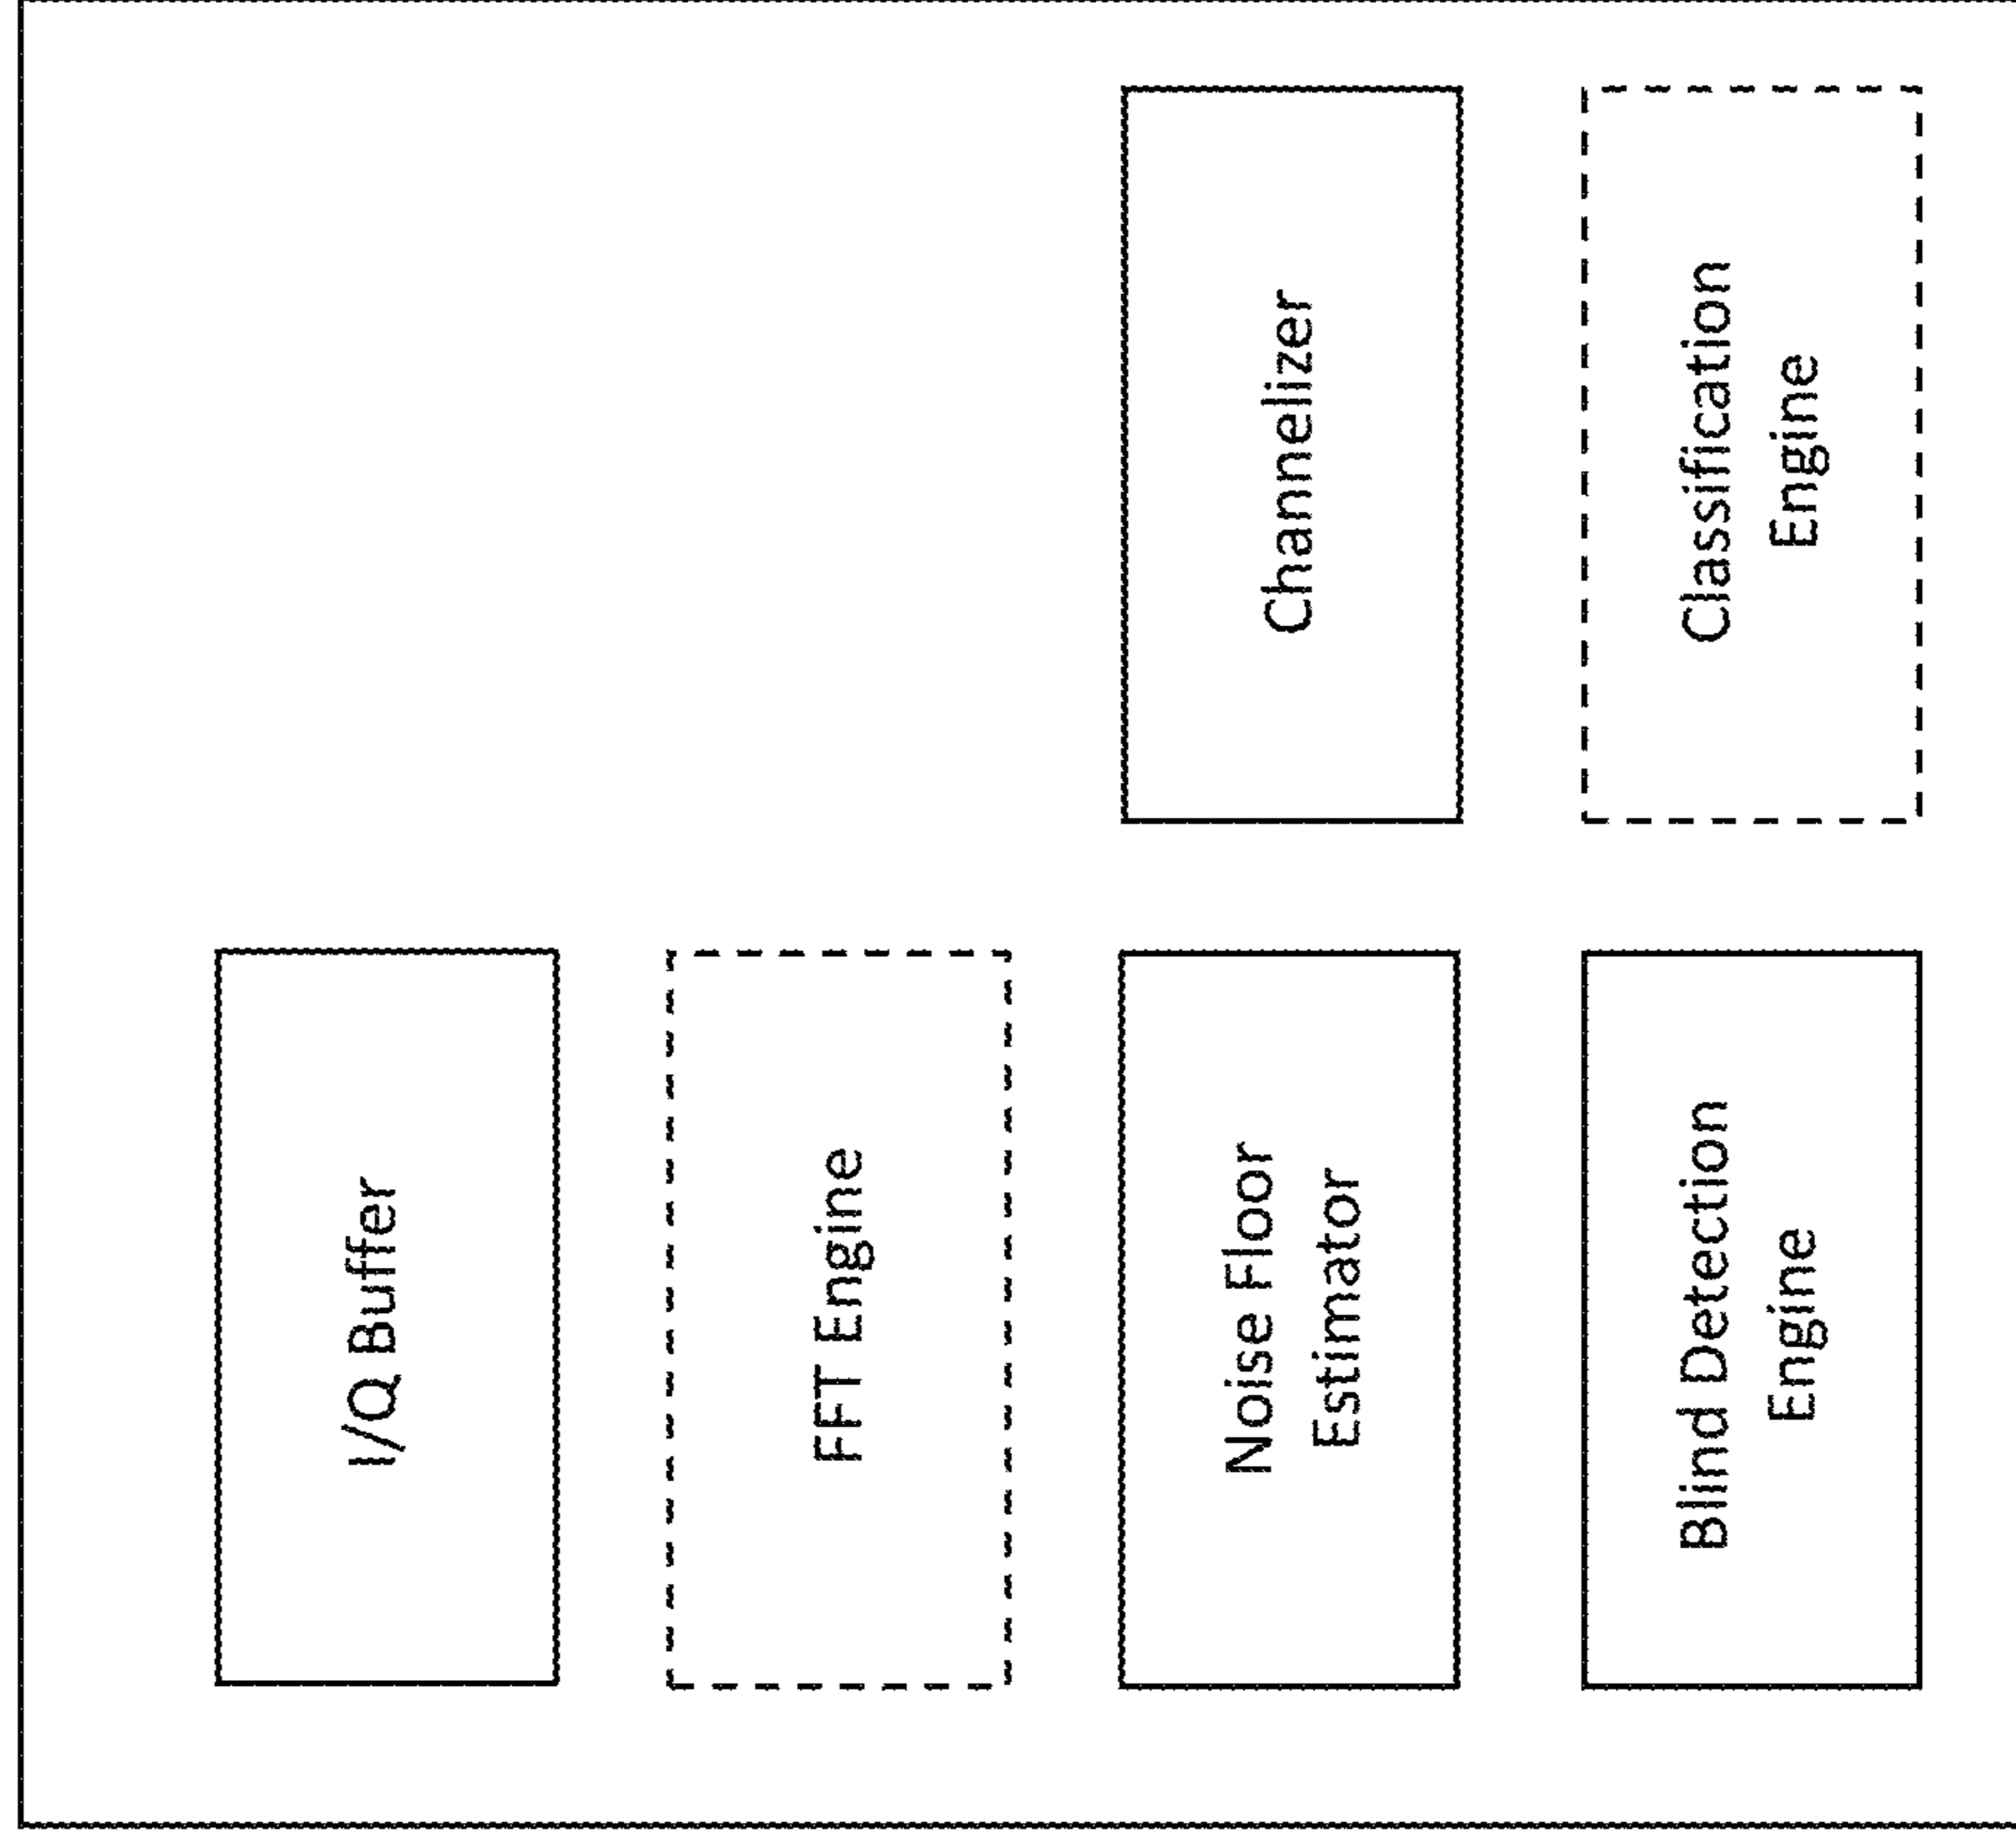 I/Q Buffer
FFT Engine
Noise Floor
Estimator
Channelizer
Blind Detection
Engine
Classification
Engine